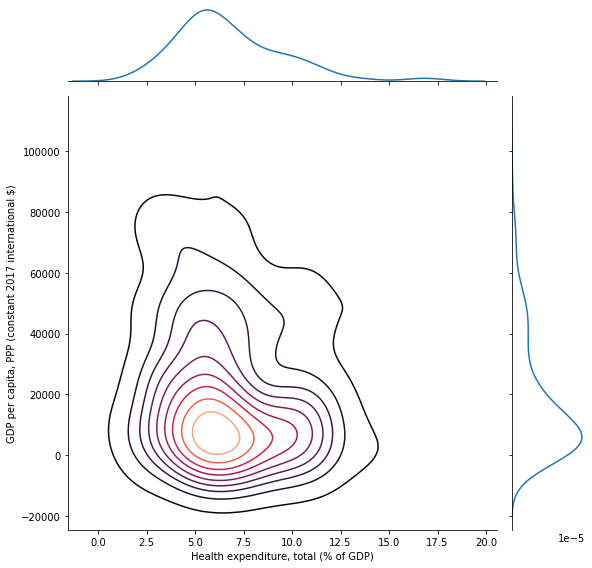 100000
80000
60000
40000
20000
0
−20000
GDP per capita, PPP (constant 2017 international $)
0.0 2.5 5.0 7.5 10.0 12.5 15.0 17.5 20.0
Health expenditure, total (% of GDP)
1e−5